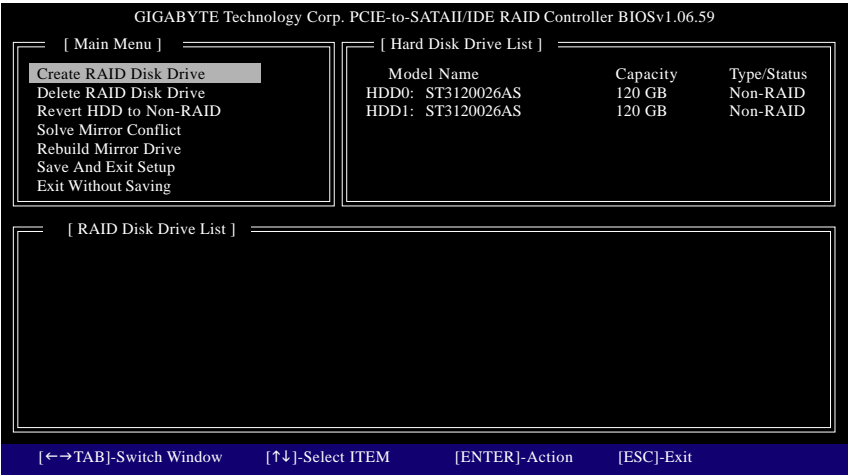 GIGABYTE Technology Corp. PCIE-to-SATAII/IDE RAID Controller BIOSv1.06.59
[ Main Menu ]
Create RAID Disk Drive
Delete RAID Disk Drive
Revert HDD to Non-RAID
Solve Mirror Conflict
Rebuild Mirror Drive
Save And Exit Setup
Exit Without Saving
[ Hard Disk Drive List ]
Model Name Capacity Type/Status
HDD0: ST3120026AS 120 GB Non-RAID
HDD1: ST3120026AS 120 GB Non-RAID
[ RAID Disk Drive List ]
[←→TAB]-Switch Window [↑↓]-Select ITEM [ENTER]-Action [ESC]-Exit